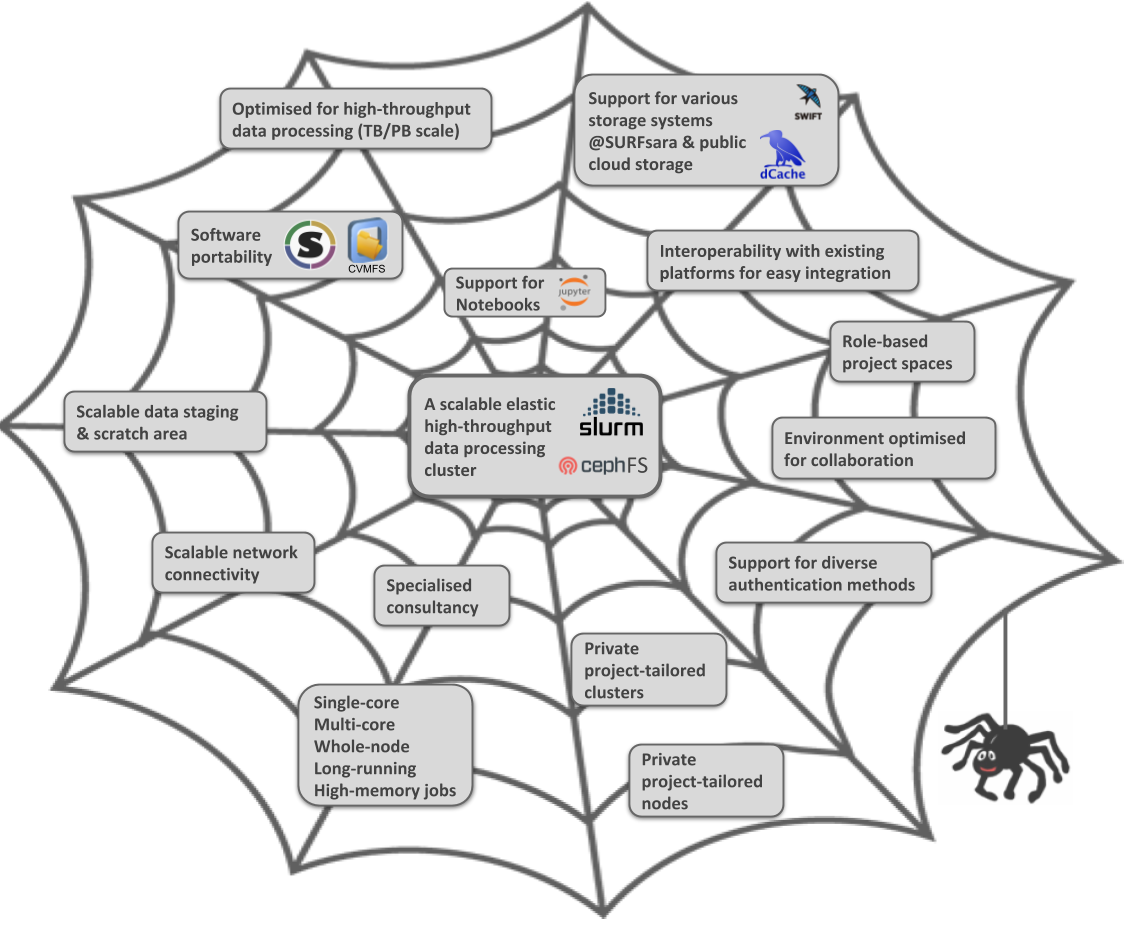 Optimised for high-throughput
data processing (TB/PB scale)
Support for various
storage systems
@SURFsara & public
cloud storage
SWIFT
dCache
Software
portability
S
CVMFS
Interoperability with existing
platforms for easy integration
Support for
Notebooks
jupyter
Role-based
project spaces
Scalable data staging
& scratch area
A scalable elastic
high-throughput
data processing
cluster
slurm
cephFS
Environment optimised
for collaboration
Scalable network
connectivity
Specialised
consultancy
Support for diverse
authentication methods
Private
project-tailored
clusters
Single-core
Multi-core
Whole-node
Long-running
High-memory jobs
Private
project-tailored
nodes